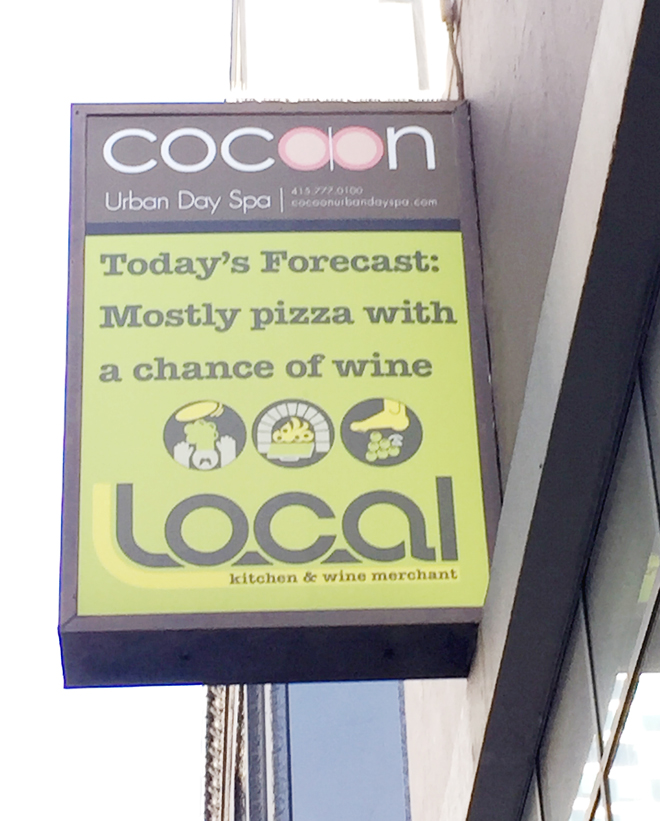 cocoon
Urban Day Spa
415.777.0100
cocoonurbandayspa.com
Today's Forecast:
Mostly pizza with
a chance of wine
Local
kitchen & wine merchant